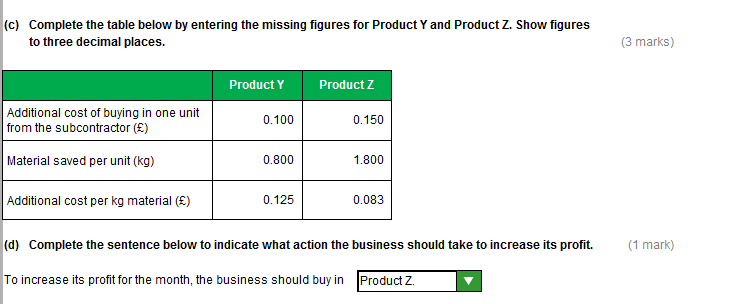 (c) Complete the table below by entering the missing figures for Product Y and Product Z. Show figures
to three decimal places. (3 marks)
Product Y Product Z
Additional cost of buying in one unit
from the subcontractor (£) 0.100 0.150
Material saved per unit (kg) 0.800 1.800
Additional cost per kg material (£) 0.125 0.083
(d) Complete the sentence below to indicate what action the business should take to increase its profit. (1 mark)
To increase its profit for the month, the business should buy in Product Z.